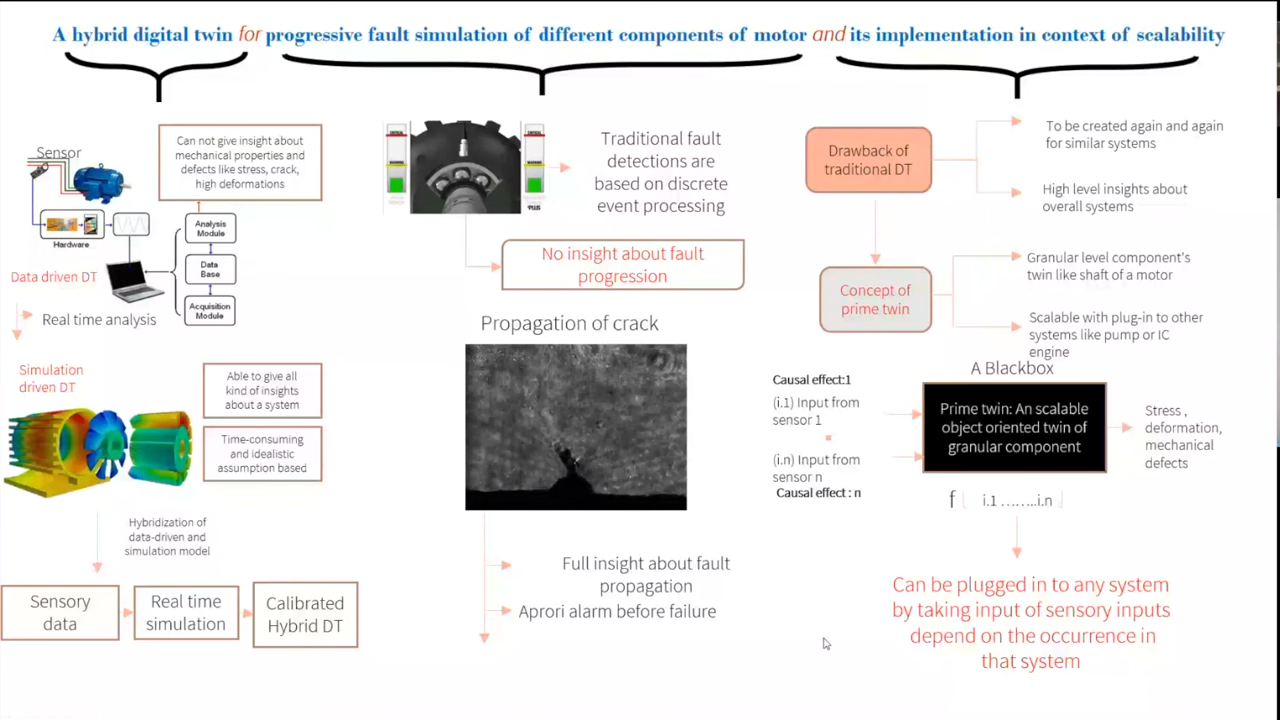 A hybrid digital twin for progressive fault simulation of different components of motor and its implementation in context of scalability
Sensor
Can not give insight about
mechanical properties and
defects like stress, crack,
high deformations
Hardware
Analysis
Module
Data
Base
Acquisition
Module
Data driven DT
Real time analysis
Simulation
driven DT
Able to give all
kind of insights
about a system
Time-consuming
and idealistic
assumption based
Hybridization of
data-driven and
simulation model
Sensory
data
Real time
simulation
Calibrated
Hybrid DT
CRITICAL
WARNING
CRITICAL
WARNING
Traditional fault
detections are
based on discrete
event processing
No insight about fault
progression
Propagation of crack
Full insight about fault
propagation
Aprori alarm before failure
Drawback of
traditional DT
To be created again and again
for similar systems
High level insights about
overall systems
Concept of
prime twin
Granular level component's
twin like shaft of a motor
Scalable with plug-in to other
systems like pump or IC
engine
A Blackbox
Causal effect:1
(i.1) Input from
sensor 1
(i.n) Input from
sensor n
Causal effect : n
Prime twin: An scalable
object oriented twin of
granular component
Stress ,
deformation,
mechanical
defects
f ( i.1 ........i.n )
Can be plugged in to any system
by taking input of sensory inputs
depend on the occurrence in
that system